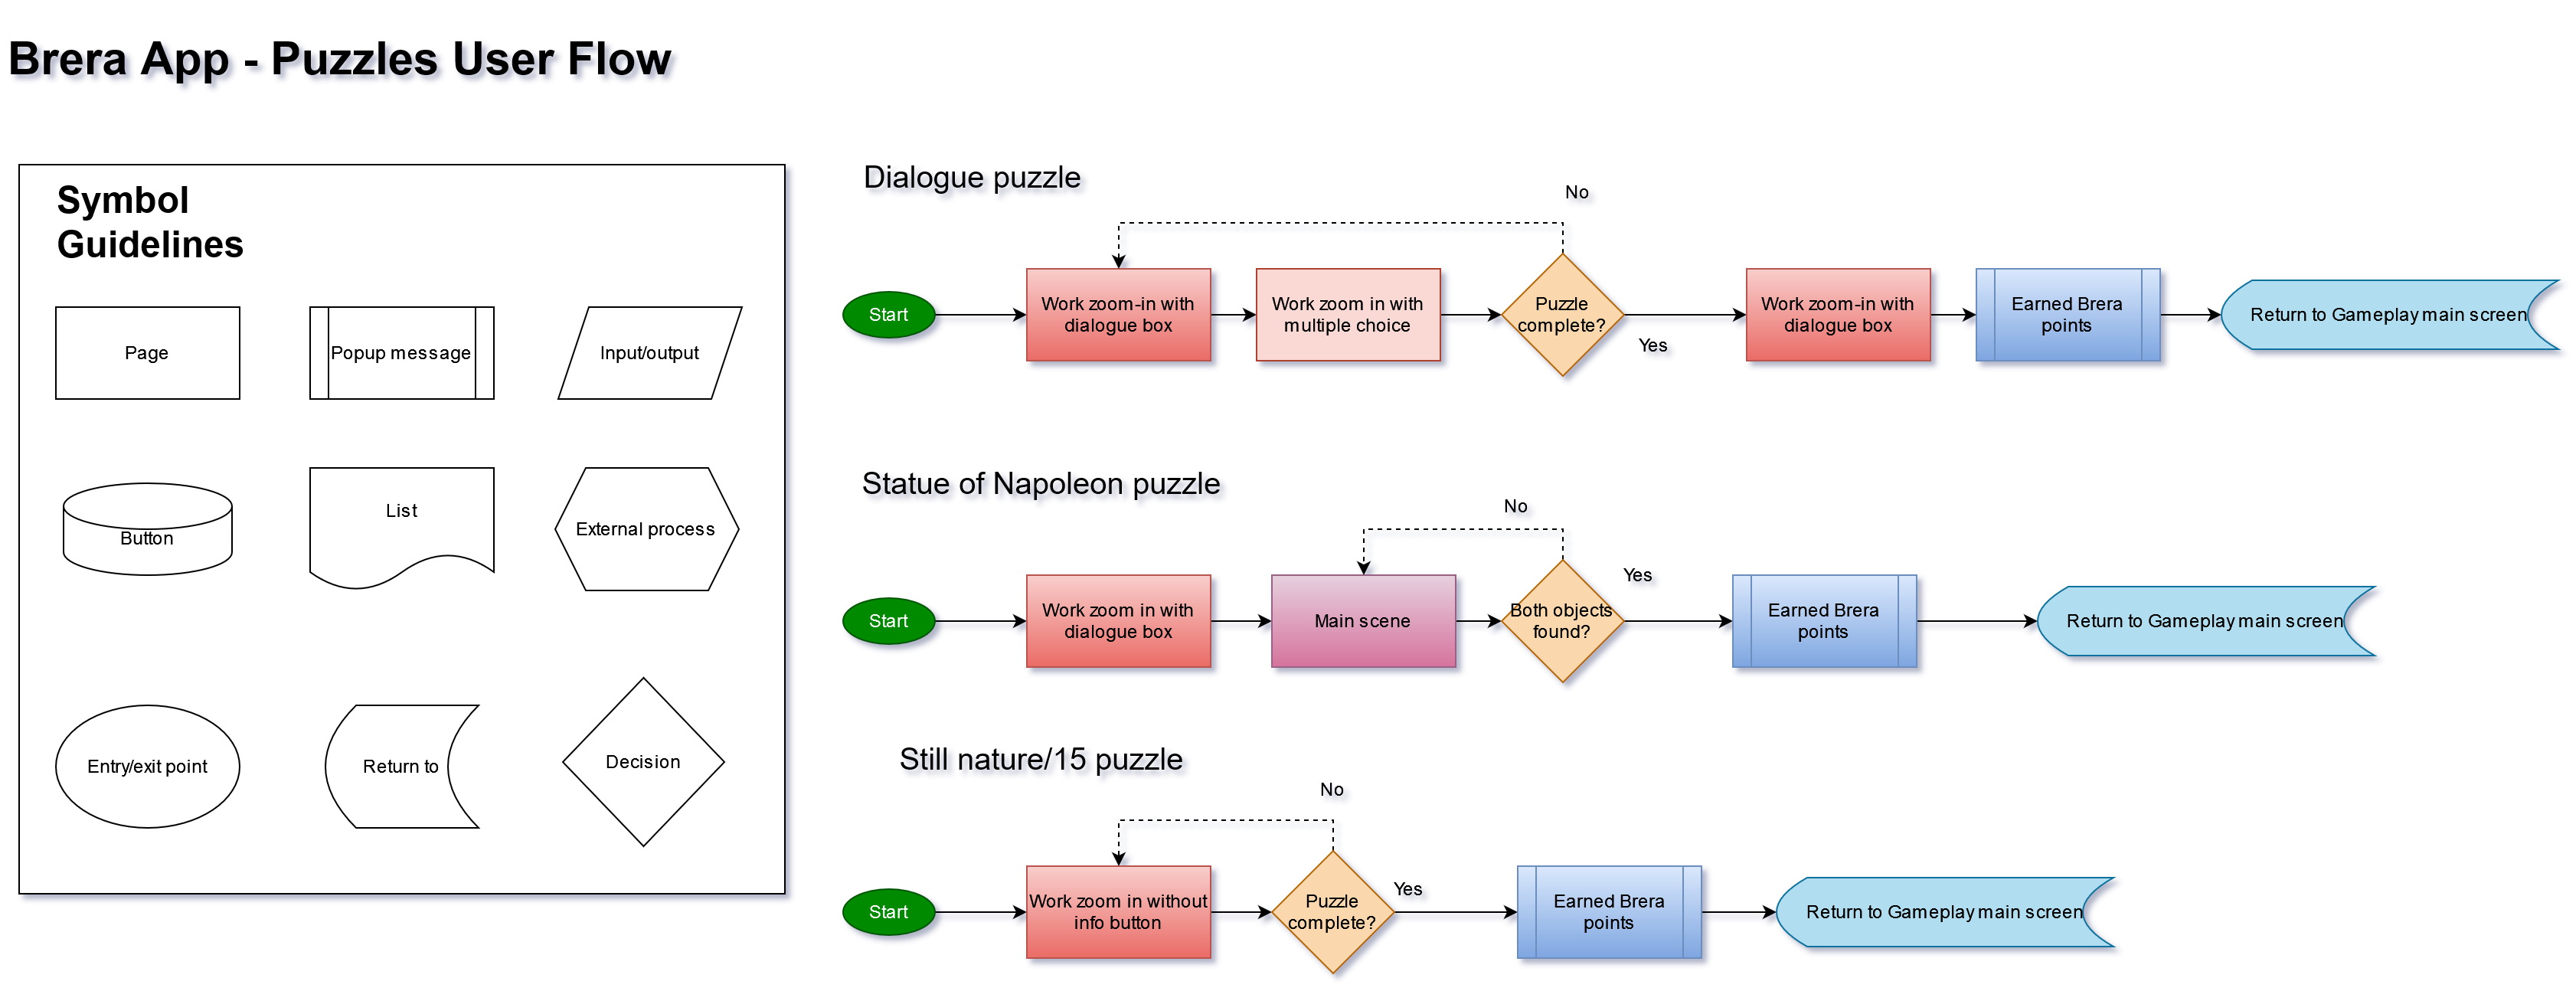 Brera App - Puzzles User Flow
Symbol
Guidelines
Page
Popup message
Input/output
Button
List
External process
Entry/exit point
Return to
Decision
Dialogue puzzle
No
Start
Work zoom-in with
dialogue box
Work zoom in with
multiple choice
Puzzle
complete?
Yes
Work zoom-in with
dialogue box
Earned Brera
points
Return to Gameplay main screen
Statue of Napoleon puzzle
No
Start
Work zoom in with
dialogue box
Main scene
Both objects
found?
Yes
Earned Brera
points
Return to Gameplay main screen
Still nature/15 puzzle
No
Start
Work zoom in without
info button
Puzzle
complete?
Yes
Earned Brera
points
Return to Gameplay main screen